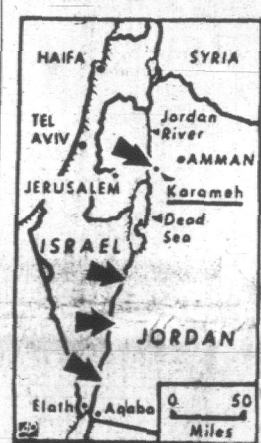 HAIFA
SYRIA
TEL
AVIV
Jordan
River
AMMAN
JERUSALEM
Karameh
Dead
Sea
ISRAEL
JORDAN
Elath
Aqaba
0 50
Miles